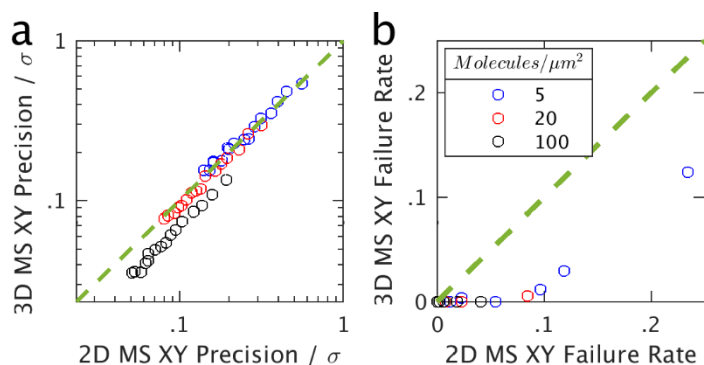 a
1
.1
.1
1
3D MS XY Precision / σ
2D MS XY Precision / σ
b
.2
.1
0
0
.1
.2
3D MS XY Failure Rate
2D MS XY Failure Rate
Molecules/μm²
5
20
100